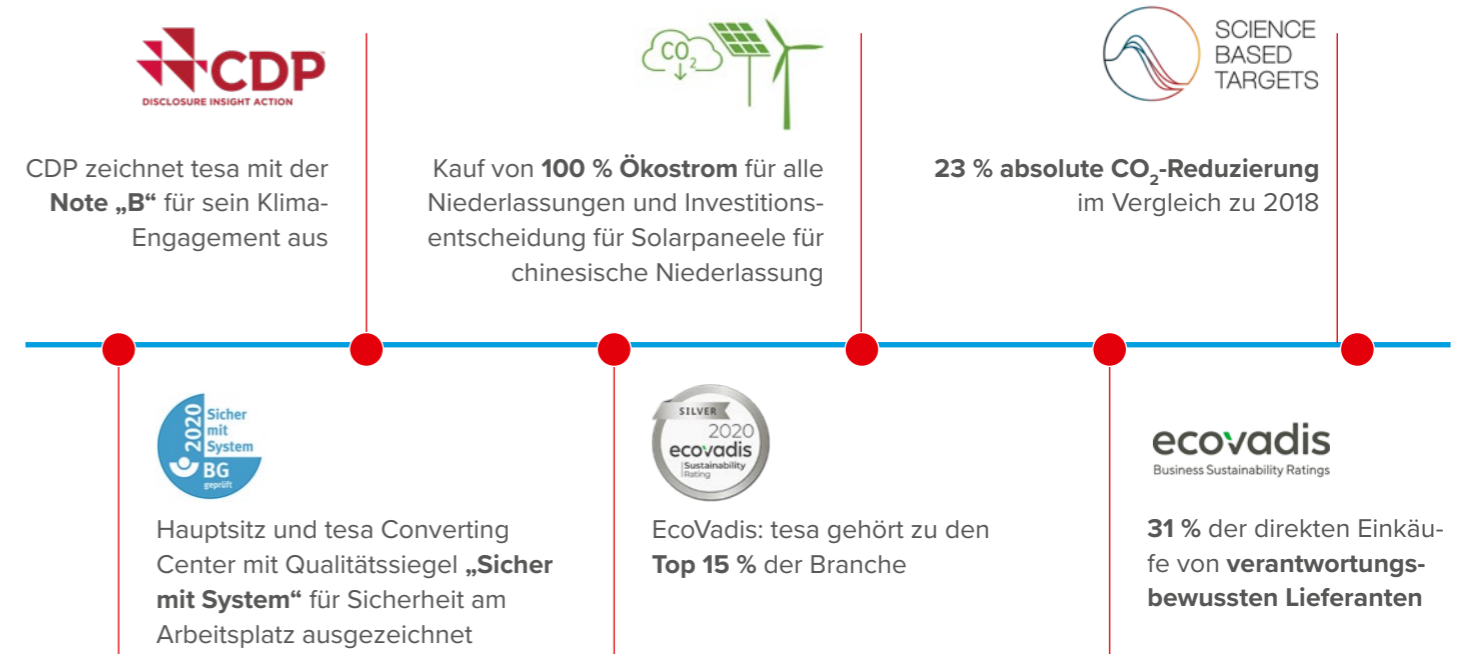 CDP
DISCLOSURE INSIGHT ACTION
CDP zeichnet tesa mit der
Note „B“ für sein Klima-
Engagement aus
CO2
Kauf von 100 % Ökostrom für alle
Niederlassungen und Investitions-
entscheidung für Solarpaneele für
chinesische Niederlassung
SCIENCE
BASED
TARGETS
23 % absolute CO2-Reduzierung
im Vergleich zu 2018
2020
Sicher
mit
System
BG
geprüft
Hauptsitz und tesa Converting
Center mit Qualitätssiegel „Sicher
mit System“ für Sicherheit am
Arbeitsplatz ausgezeichnet
SILVER
2020
ecovadis
Sustainability
Rating
EcoVadis: tesa gehört zu den
Top 15 % der Branche
ecovadis
Business Sustainability Ratings
31 % der direkten Einkäu-
fe von verantwortungs-
bewussten Lieferanten